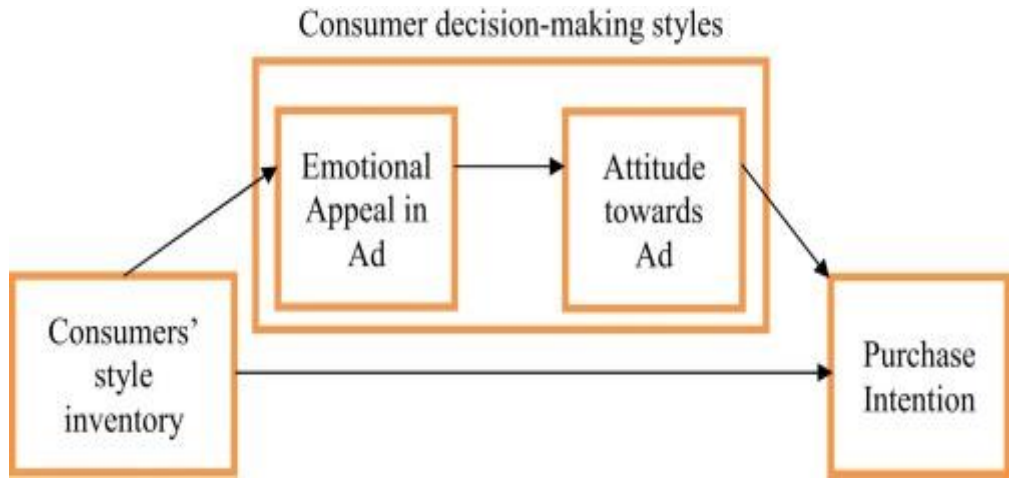 Consumer decision-making styles
Emotional
Appeal in
Ad
Attitude
towards
Ad
Consumers’
style
inventory
Purchase
Intention